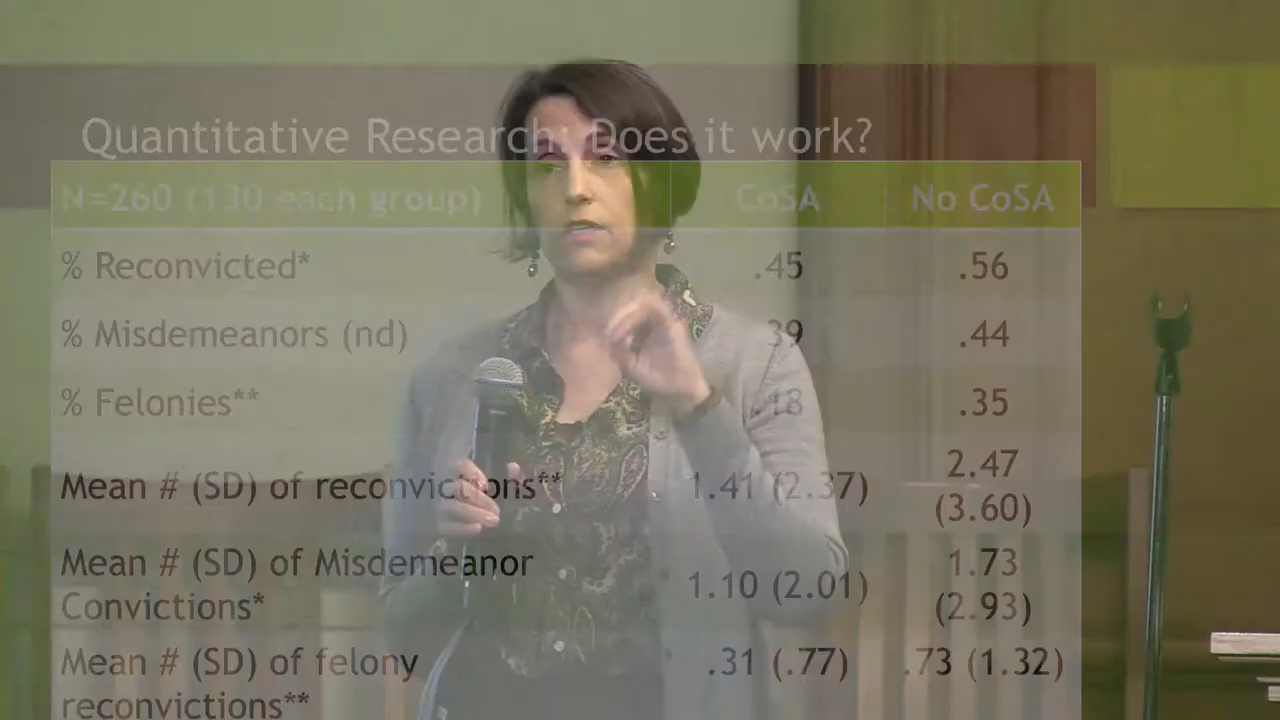 Quantitative Research: Does it work?
N=260 (130 each group) CoSA No CoSA
% Reconvicted* .45 .56
% Misdemeanors (nd) .39 .44
% Felonies** .18 .35
Mean # (SD) of reconvictions** 1.41 (2.37) 2.47 (3.60)
Mean # (SD) of Misdemeanor
Convictions* 1.10 (2.01) 1.73 (2.93)
Mean # (SD) of felony
reconvictions** .31 (.77) .73 (1.32)